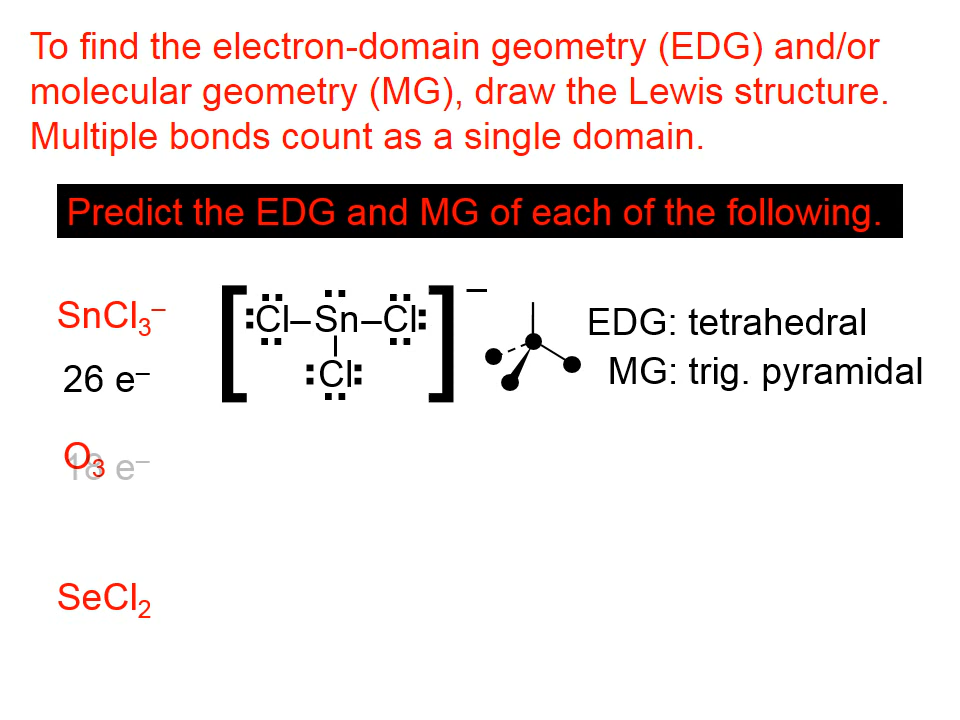 To find the electron-domain geometry (EDG) and/or
molecular geometry (MG), draw the Lewis structure.
Multiple bonds count as a single domain.
Predict the EDG and MG of each of the following.
SnCl₃⁻
[Cl–Sn–Cl]⁻
Cl
EDG: tetrahedral
MG: trig. pyramidal
26 e⁻
O₃
18 e⁻
SeCl₂